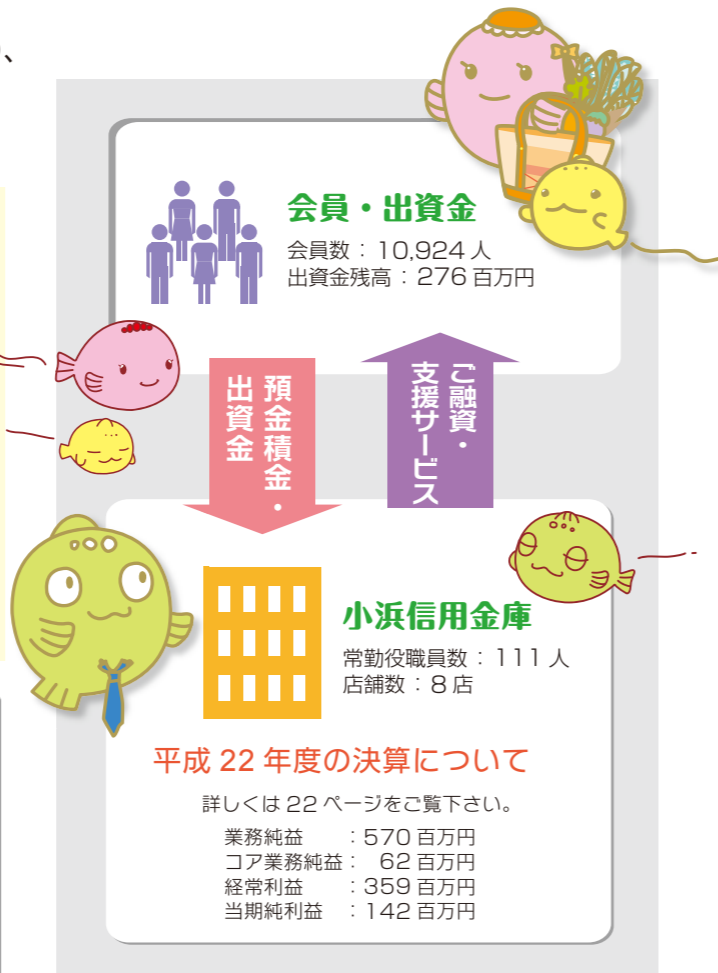 、
会員・出資金
会員数：10,924人
出資金残高：276百万円
預金積金・
出資金
ご融資・
支援サービス
小浜信用金庫
常勤役職員数：111人
店舗数：8店
平成22年度の決算について
詳しくは22ページをご覧下さい。
業務純益　　：570百万円
コア業務純益：　62百万円
経常利益　　：359百万円
当期純利益　：142百万円